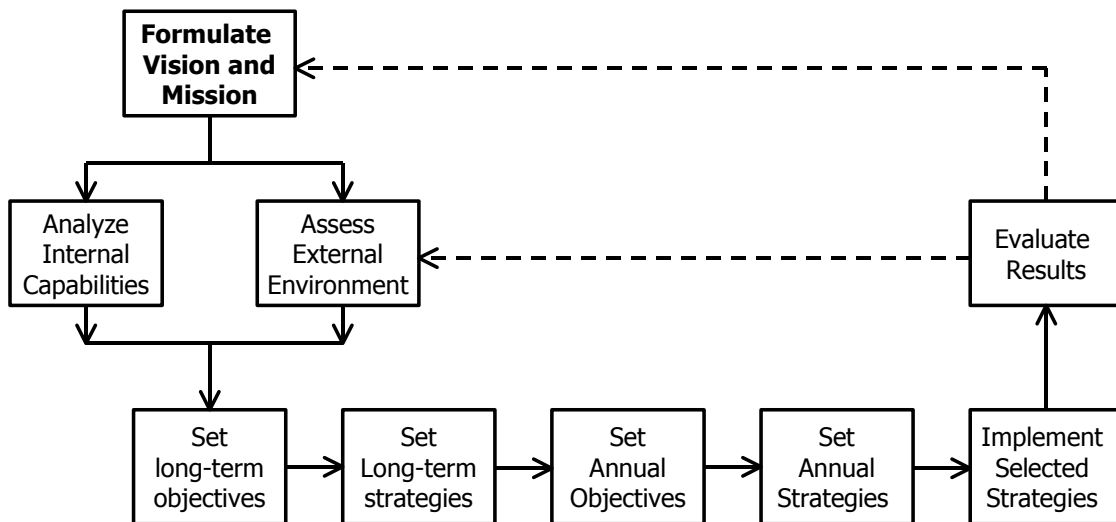 Formulate
Vision and
Mission
Analyze
Internal
Capabilities
Assess
External
Environment
Evaluate
Results
Set
long-term
objectives
Set
Long-term
strategies
Set
Annual
Objectives
Set
Annual
Strategies
Implement
Selected
Strategies